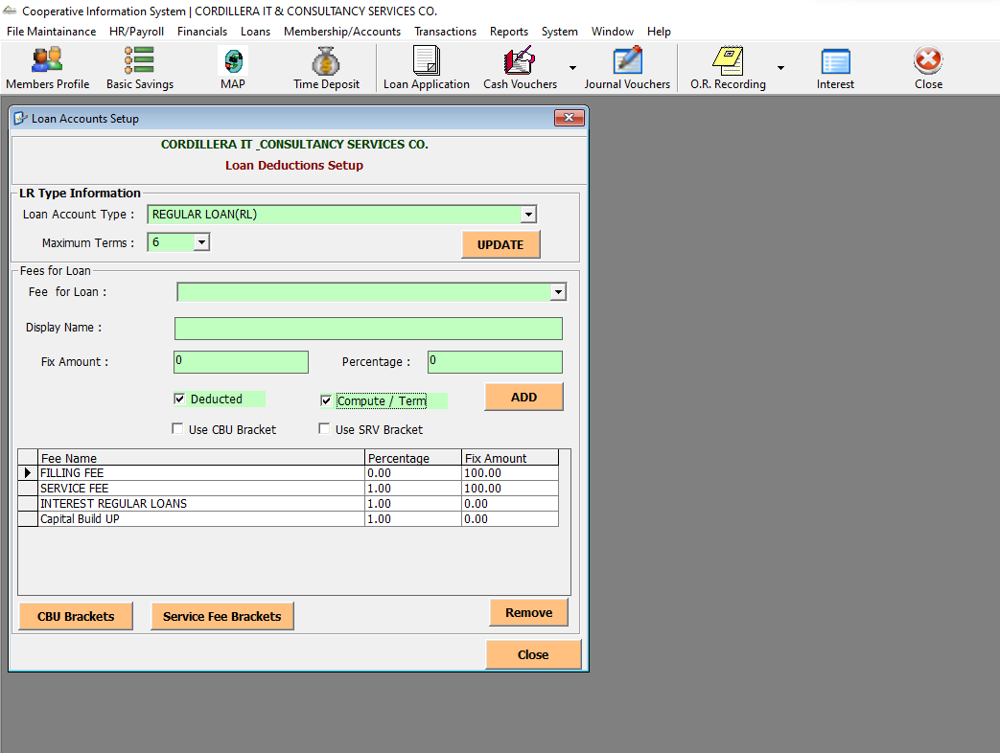 Cooperative Information System | CORDILLERA IT & CONSULTANCY SERVICES CO.
File Maintainance HR/Payroll Financials Loans Membership/Accounts Transactions Reports System Window Help
Members Profile Basic Savings MAP Time Deposit Loan Application Cash Vouchers Journal Vouchers O.R. Recording Interest Close
Loan Accounts Setup
CORDILLERA IT _CONSULTANCY SERVICES CO.
Loan Deductions Setup
LR Type Information
Loan Account Type : REGULAR LOAN(RL)
Maximum Terms : 6 UPDATE
Fees for Loan
Fee for Loan :
Display Name :
Fix Amount : 0 Percentage : 0
Deducted Compute / Term ADD
Use CBU Bracket Use SRV Bracket
Fee Name Percentage Fix Amount
FILLING FEE 0.00 100.00
SERVICE FEE 1.00 100.00
INTEREST REGULAR LOANS 1.00 0.00
Capital Build UP 1.00 0.00
CBU Brackets Service Fee Brackets Remove
Close